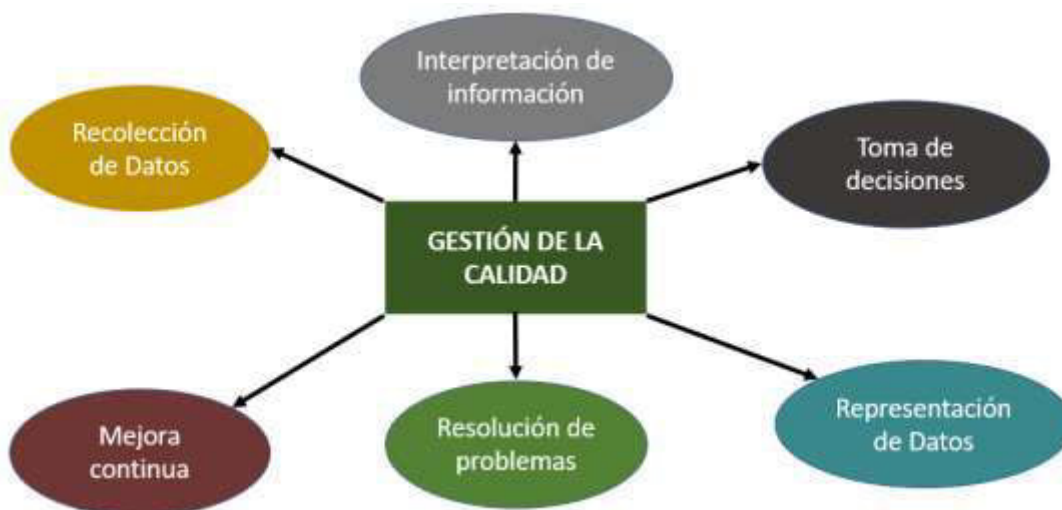 Interpretación de
información
Recolección
de Datos
Toma de
decisiones
GESTIÓN DE LA
CALIDAD
Mejora
continua
Resolución de
problemas
Representación
de Datos